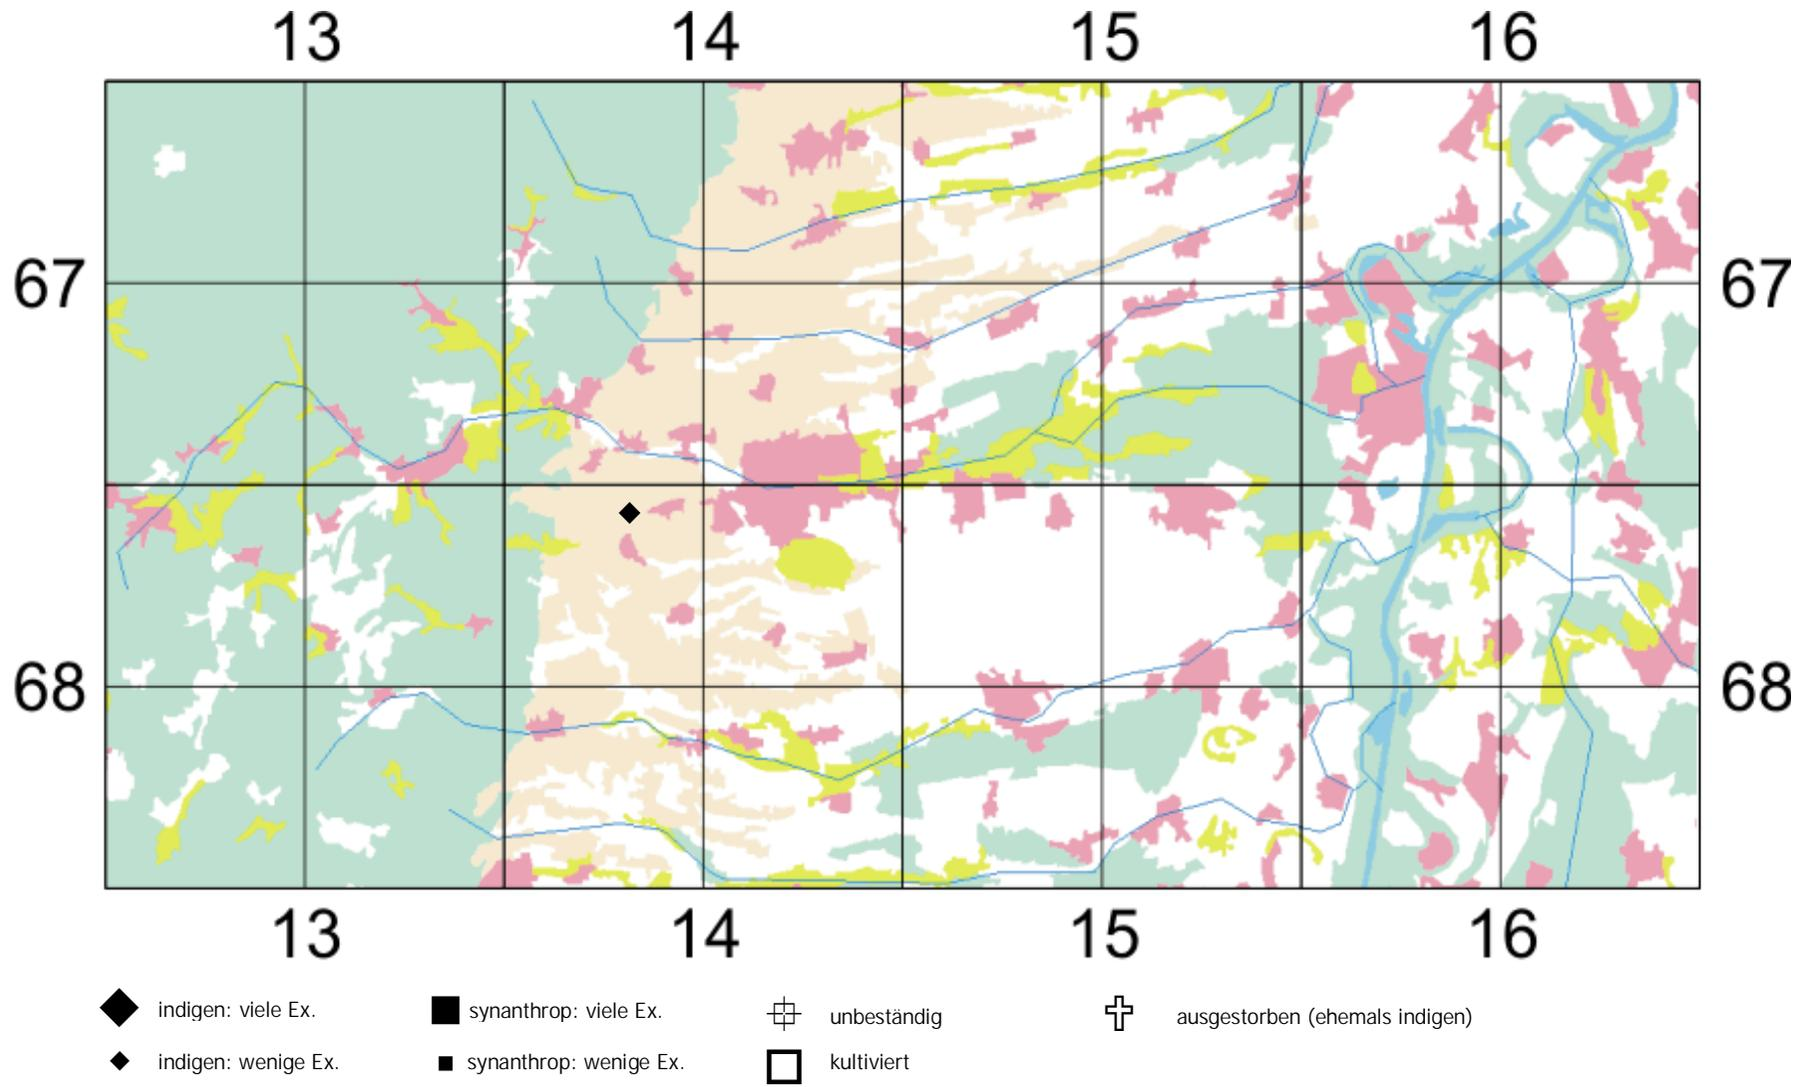 13 14 15 16
67 67
68 68
13 14 15 16
indigen: viele Ex. synanthrop: viele Ex. unbeständig ausgestorben (ehemals indigen)
indigen: wenige Ex. synanthrop: wenige Ex. kultiviert